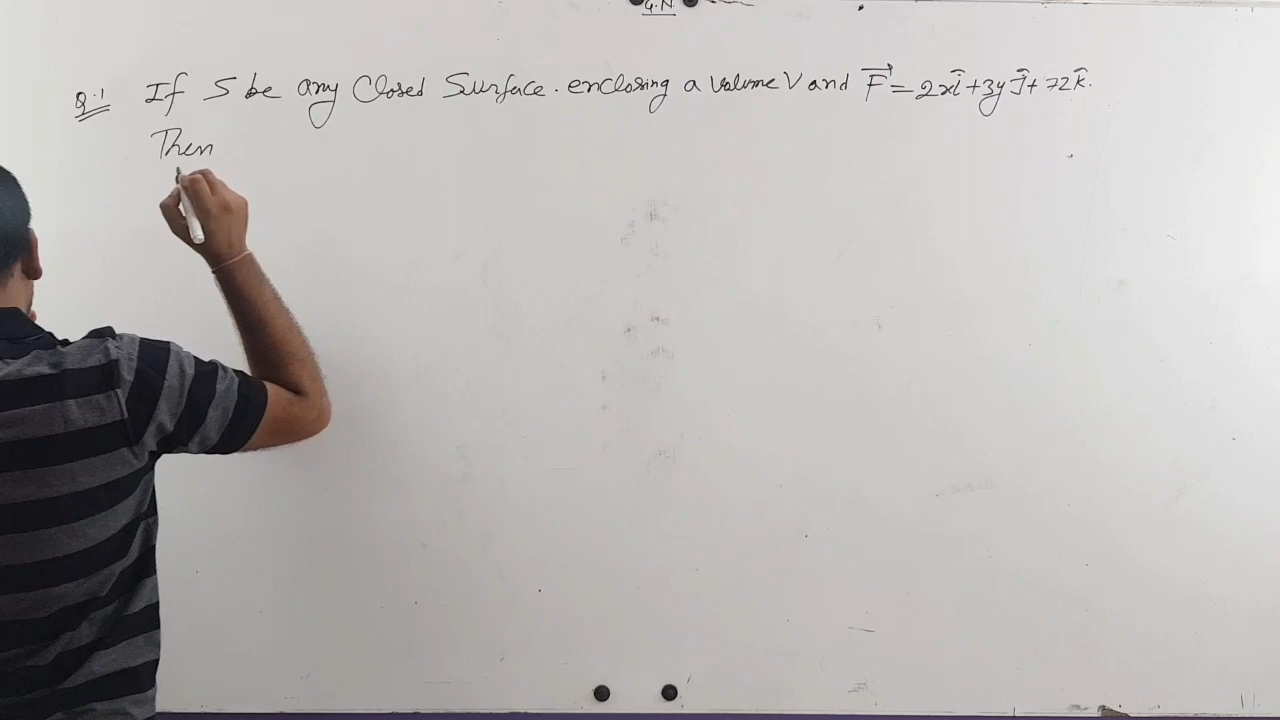 G.N.
Q.1 If S be any Closed Surface. enclosing a Volume V and F⃗ = 2xî + 3yĵ + 7zk̂.
Then